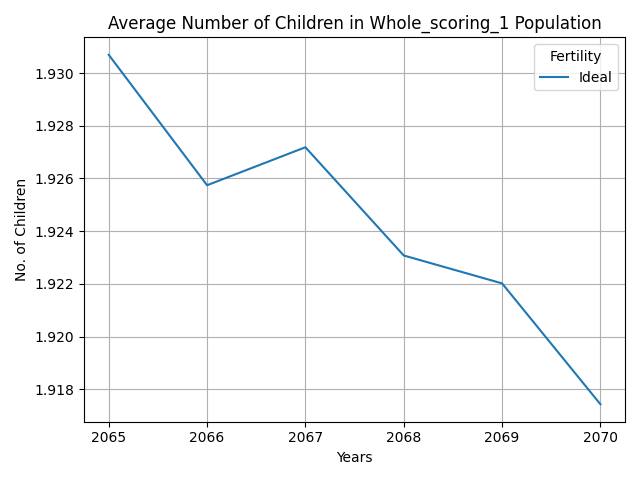 Average Number of Children in Whole_scoring_1 Population
Fertility
Ideal
No. of Children
1.930
1.928
1.926
1.924
1.922
1.920
1.918
2065 2066 2067 2068 2069 2070
Years